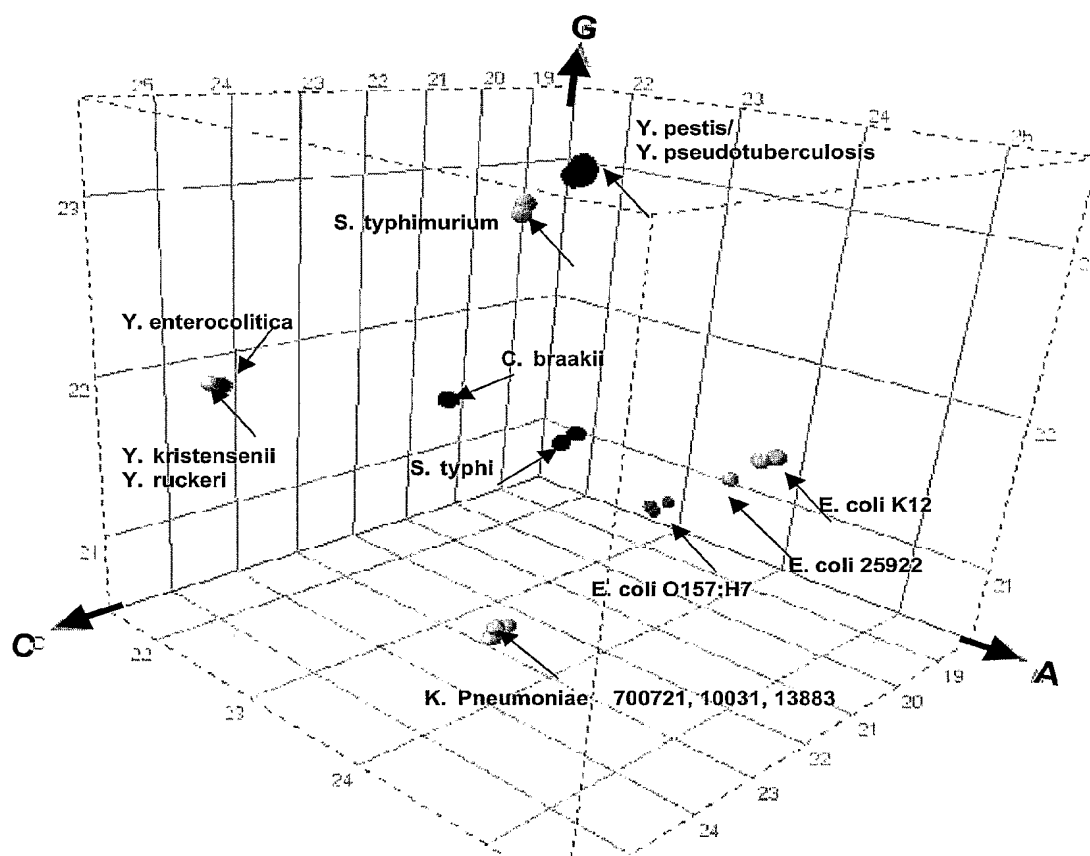 G
25 24 23 22 21 20 19 22 23 24
Y. pestis/
Y. pseudotuberculosis
23
S. typhimurium
Y. enterocolitica
C. braakii
22
22
Y. kristensenii
Y. ruckeri
S. typhi
E. coli K12
21
E. coli 25922
21
E. coli O157:H7
C
22
19
A
K. Pneumoniae 700721, 10031, 13883
23
20
21
22
24
23
24